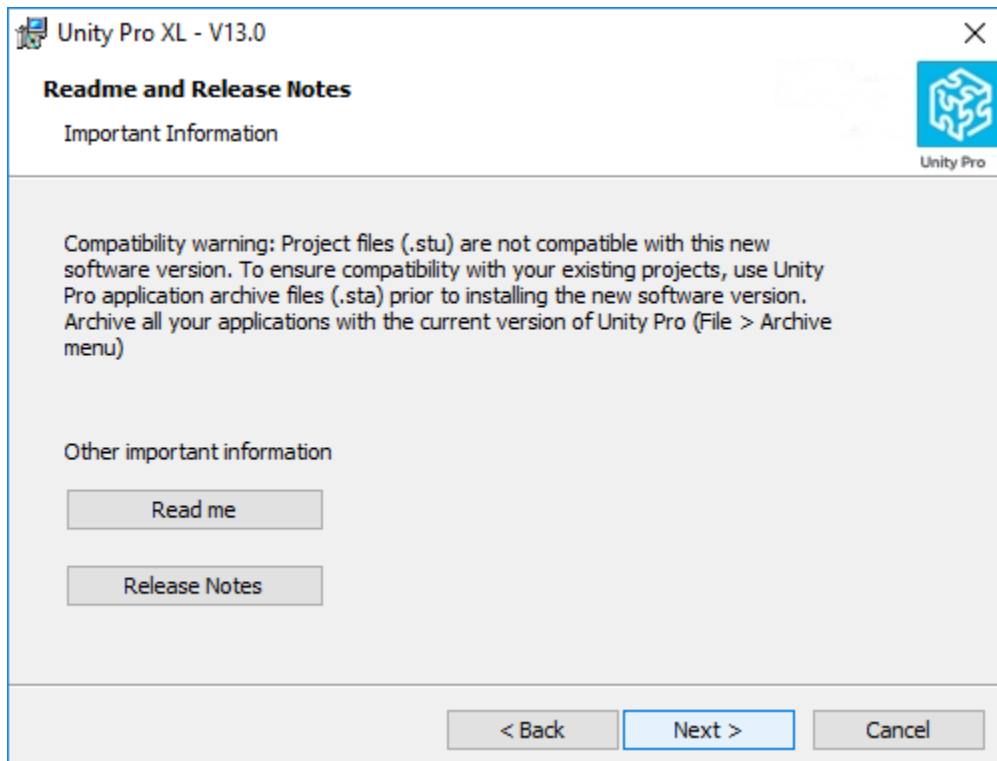 Unity Pro XL - V13.0
Readme and Release Notes
Important Information
Unity Pro
Compatibility warning: Project files (.stu) are not compatible with this new
software version. To ensure compatibility with your existing projects, use Unity
Pro application archive files (.sta) prior to installing the new software version.
Archive all your applications with the current version of Unity Pro (File > Archive
menu)
Other important information
Read me
Release Notes
< Back
Next >
Cancel